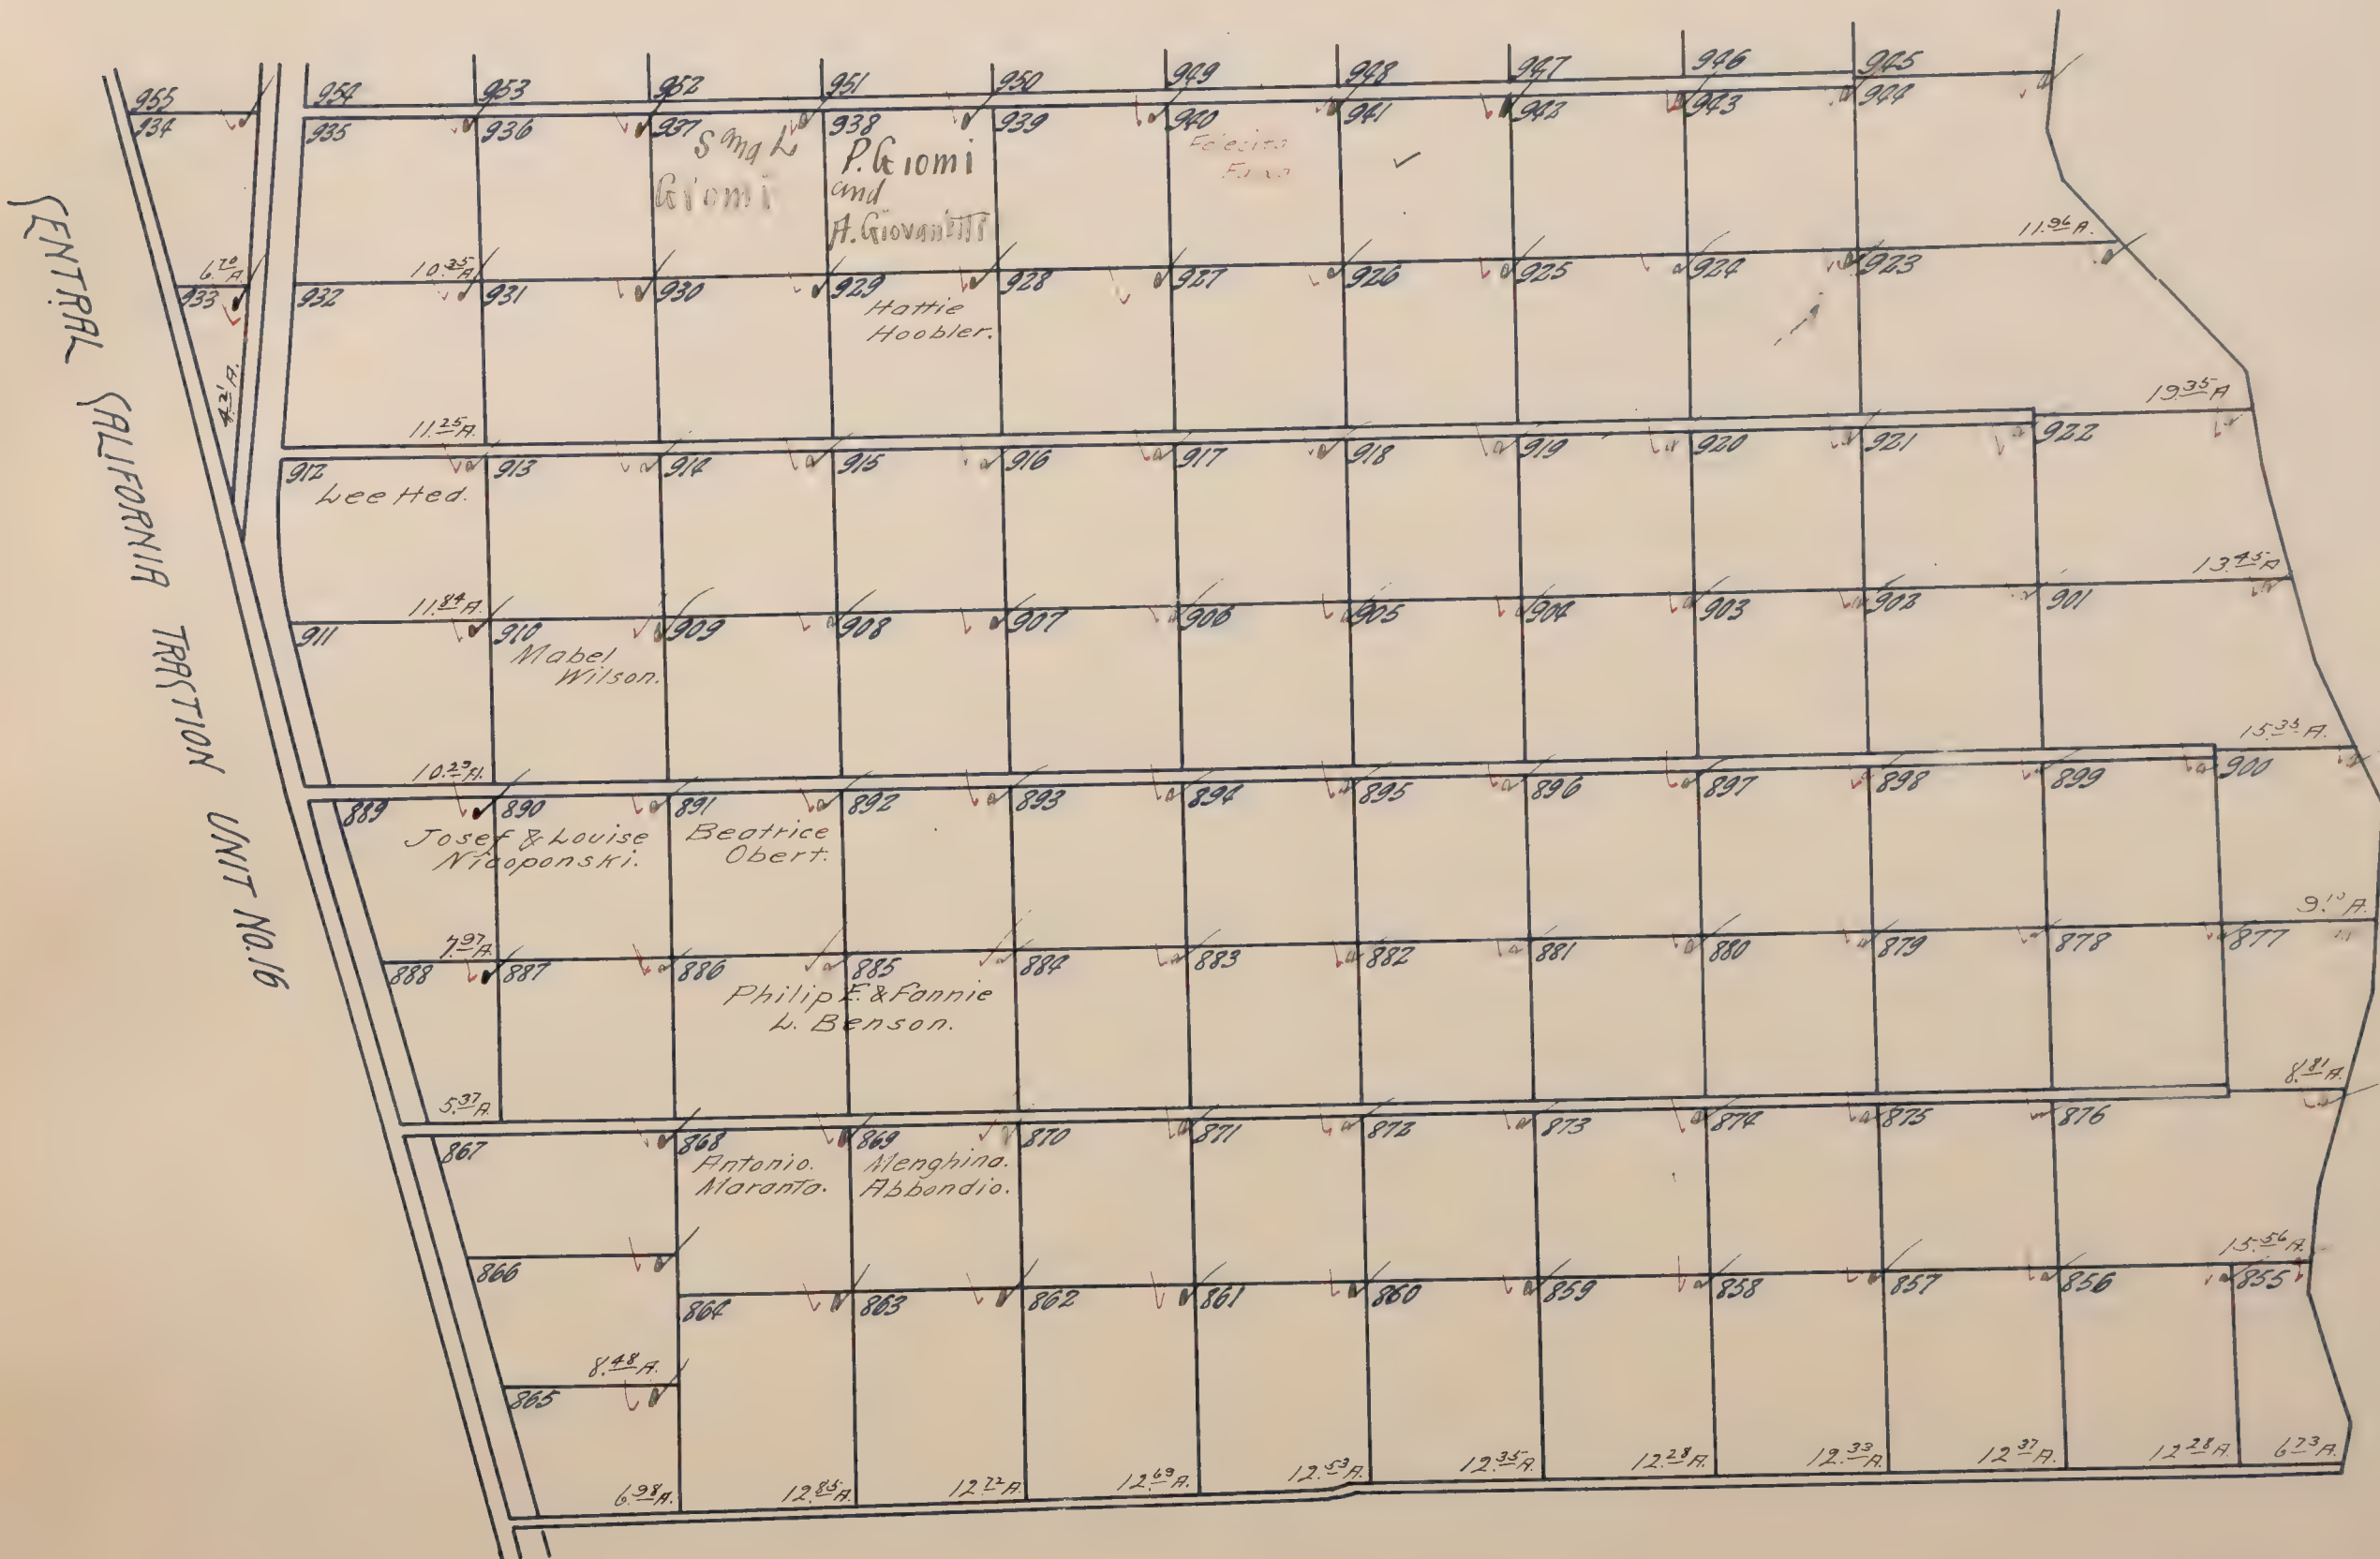 955 954 953 952 951 950 949 948 947 946 945
934 935 936 937 938 939 940 941 942 943 944
S and L
Giomi
P. Giomi
and
A. Giovanetti
6.70 A 10.35 A 11.96 A.
933 932 931 930 929 928 927 926 925 924 923
Hattie
Hoobler.
4.21 A.
11.25 A. 19.35 A
912 913 914 915 916 917 918 919 920 921 922
Lee Hed.
11.84 A. 13.45 A
911 910 909 908 907 906 905 904 903 902 901
Mabel
Wilson.
10.29 A. 15.35 A.
889 890 891 892 893 894 895 896 897 898 899 900
Josef & Louise
Nicoponski.
Beatrice
Obert.
7.97 A. 9.10 A.
888 887 886 885 884 883 882 881 880 879 878 877
Philip E. & Fannie
L. Benson.
5.37 A. 8.81 A.
867 868 869 870 871 872 873 874 875 876
Antonio.
Maranta.
Menghina.
Abbondio.
15.56 A.
866 864 863 862 861 860 859 858 857 856 855
8.48 A.
865
6.98 A. 12.85 A. 12.72 A. 12.69 A. 12.53 A. 12.35 A. 12.28 A. 12.33 A. 12.37 A. 12.28 A. 6.73 A.
CENTRAL CALIFORNIA TRACTION UNIT NO.16